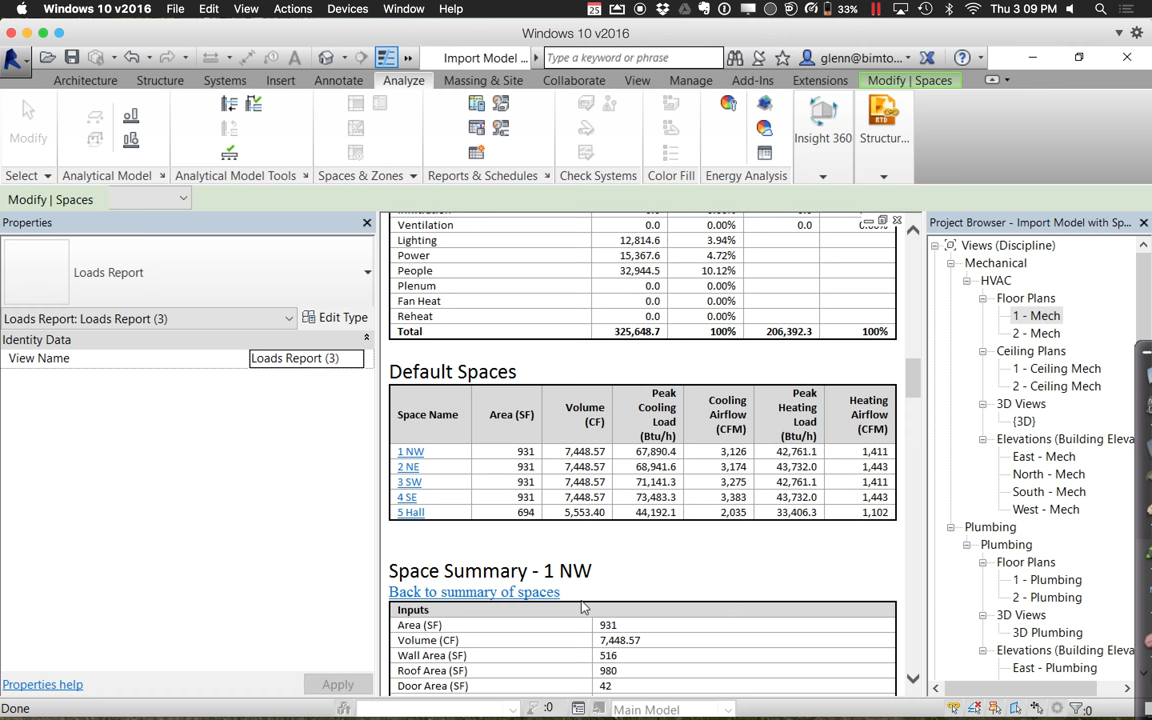 Windows 10 v2016 File Edit View Actions Devices Window Help 25 33% Thu 3 09 PM
Windows 10 v2016
Import Model ... Type a keyword or phrase glenn@bimto...
Architecture Structure Systems Insert Annotate Analyze Massing & Site Collaborate View Manage Add-Ins Extensions Modify | Spaces
Modify Insight 360 RTD Structur...
Select Analytical Model Analytical Model Tools Spaces & Zones Reports & Schedules Check Systems Color Fill Energy Analysis
Modify | Spaces
Properties
Loads Report
Loads Report: Loads Report (3) Edit Type
Identity Data
View Name Loads Report (3)
Properties help Apply
Ventilation 0.0 0.00% 0.0
Lighting 12,814.6 3.94%
Power 15,367.6 4.72%
People 32,944.5 10.12%
Plenum 0.0 0.00%
Fan Heat 0.0 0.00%
Reheat 0.0 0.00%
Total 325,648.7 100% 206,392.3 100%
Default Spaces
Space Name Area (SF) Volume (CF) Peak Cooling Load (Btu/h) Cooling Airflow (CFM) Peak Heating Load (Btu/h) Heating Airflow (CFM)
1 NW 931 7,448.57 67,890.4 3,126 42,761.1 1,411
2 NE 931 7,448.57 68,941.6 3,174 43,732.0 1,443
3 SW 931 7,448.57 71,141.3 3,275 42,761.1 1,411
4 SE 931 7,448.57 73,483.3 3,383 43,732.0 1,443
5 Hall 694 5,553.40 44,192.1 2,035 33,406.3 1,102
Space Summary - 1 NW
Back to summary of spaces
Inputs
Area (SF) 931
Volume (CF) 7,448.57
Wall Area (SF) 516
Roof Area (SF) 980
Door Area (SF) 42
Project Browser - Import Model with Sp...
Views (Discipline)
Mechanical
HVAC
Floor Plans
1 - Mech
2 - Mech
Ceiling Plans
1 - Ceiling Mech
2 - Ceiling Mech
3D Views
{3D}
Elevations (Building Eleva
East - Mech
North - Mech
South - Mech
West - Mech
Plumbing
Plumbing
Floor Plans
1 - Plumbing
2 - Plumbing
3D Views
3D Plumbing
Elevations (Building Eleva
East - Plumbing
Done :0 Main Model :0